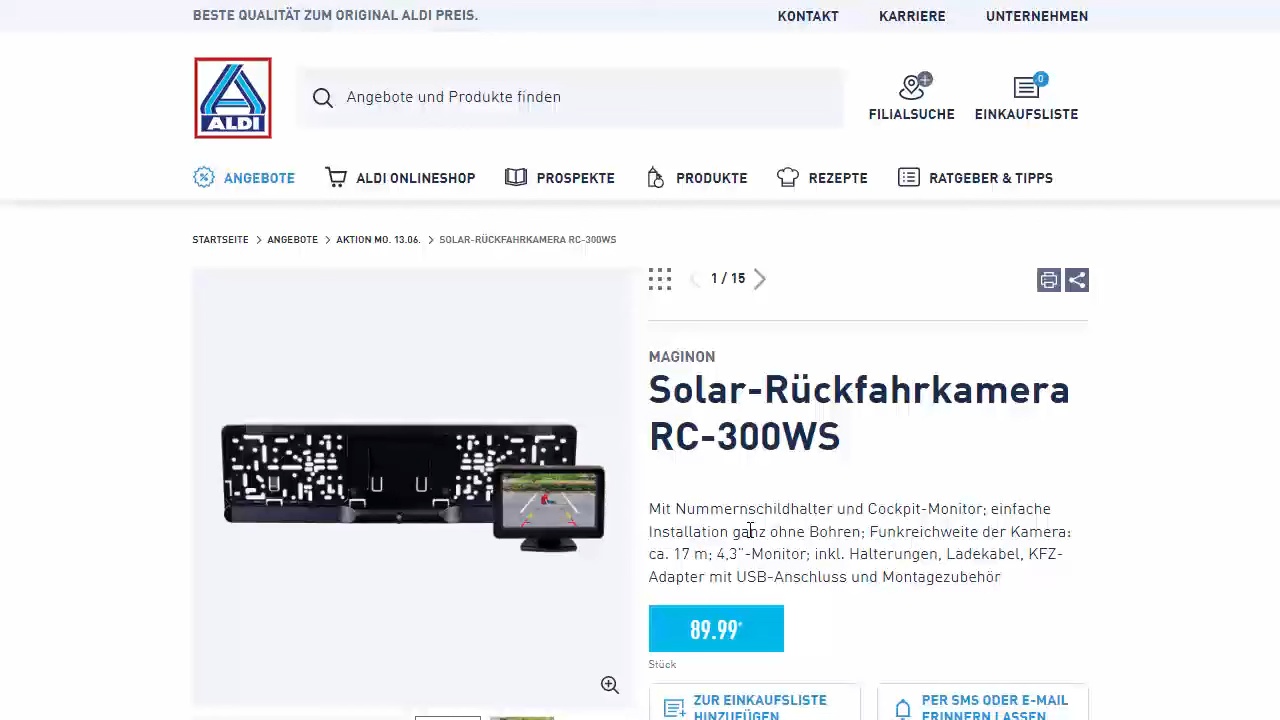 BESTE QUALITÄT ZUM ORIGINAL ALDI PREIS.
KONTAKT KARRIERE UNTERNEHMEN
ALDI
Angebote und Produkte finden
0
FILIALSUCHE EINKAUFSLISTE
ANGEBOTE ALDI ONLINESHOP PROSPEKTE PRODUKTE REZEPTE RATGEBER & TIPPS
STARTSEITE > ANGEBOTE > AKTION MO. 13.06. > SOLAR-RÜCKFAHRKAMERA RC-300WS
1 / 15
MAGINON
Solar-Rückfahrkamera
RC-300WS
Mit Nummernschildhalter und Cockpit-Monitor; einfache
Installation ganz ohne Bohren; Funkreichweite der Kamera:
ca. 17 m; 4,3"-Monitor; inkl. Halterungen, Ladekabel, KFZ-
Adapter mit USB-Anschluss und Montagezubehör
89.99*
Stück
ZUR EINKAUFSLISTE
HINZUFÜGEN
PER SMS ODER E-MAIL
ERINNERN LASSEN